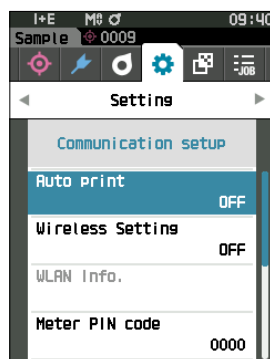 I+E M0 ♂ 09:40
Sample 0009
-JOB
Setting
Communication setup
Auto print
OFF
Wireless Setting
OFF
WLAN Info.
Meter PIN code
0000